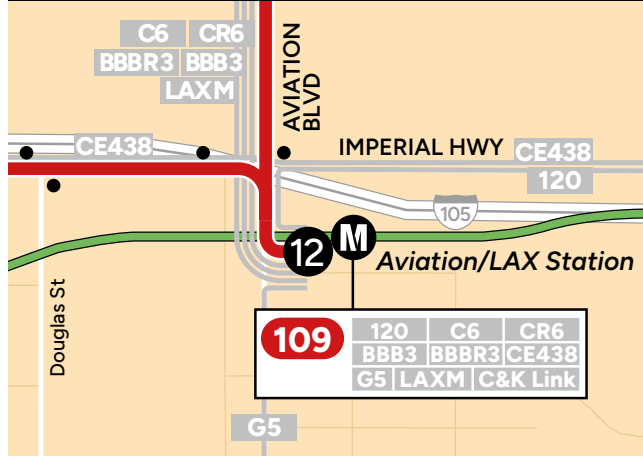 C6 CR6
BBBR3 BBB3
LAXM
AVIATION
BLVD
CE438
IMPERIAL HWY
CE438
120
105
12
M
Aviation/LAX Station
Douglas St
109
120 C6 CR6
BBB3 BBBR3 CE438
G5 LAXM C&K Link
G5